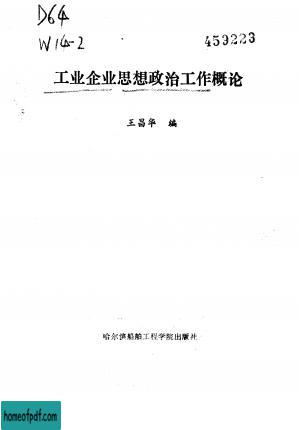 D64
W14-2
459223
工业企业思想政治工作概论
王昌华 编
哈尔滨船舶工程学院出版社
homeofpdf.com